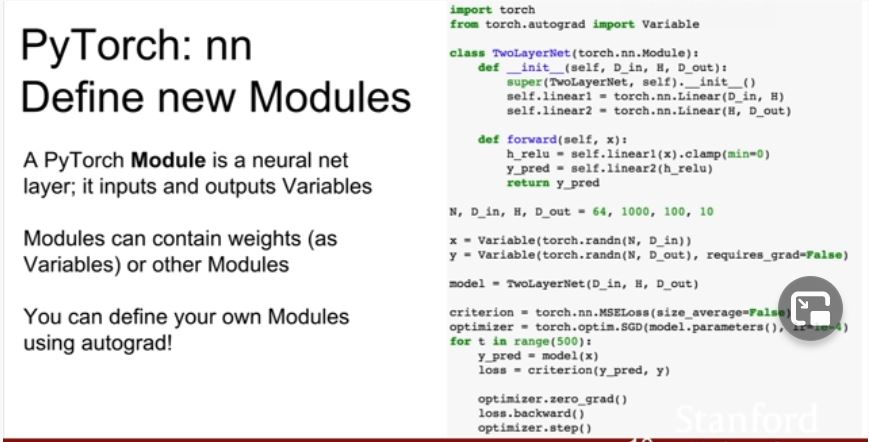 PyTorch: nn
Define new Modules
A PyTorch Module is a neural net
layer; it inputs and outputs Variables
Modules can contain weights (as
Variables) or other Modules
You can define your own Modules
using autograd!
import torch
from torch.autograd import Variable
class TwoLayerNet(torch.nn.Module):
    def __init__(self, D_in, H, D_out):
        super(TwoLayerNet, self).__init__()
        self.linear1 = torch.nn.Linear(D_in, H)
        self.linear2 = torch.nn.Linear(H, D_out)
    def forward(self, x):
        h_relu = self.linear1(x).clamp(min=0)
        y_pred = self.linear2(h_relu)
        return y_pred
N, D_in, H, D_out = 64, 1000, 100, 10
x = Variable(torch.randn(N, D_in))
y = Variable(torch.randn(N, D_out), requires_grad=False)
model = TwoLayerNet(D_in, H, D_out)
criterion = torch.nn.MSELoss(size_average=False)
optimizer = torch.optim.SGD(model.parameters(), lr=1e-4)
for t in range(500):
    y_pred = model(x)
    loss = criterion(y_pred, y)
    optimizer.zero_grad()
    loss.backward()
    optimizer.step()
Stanford